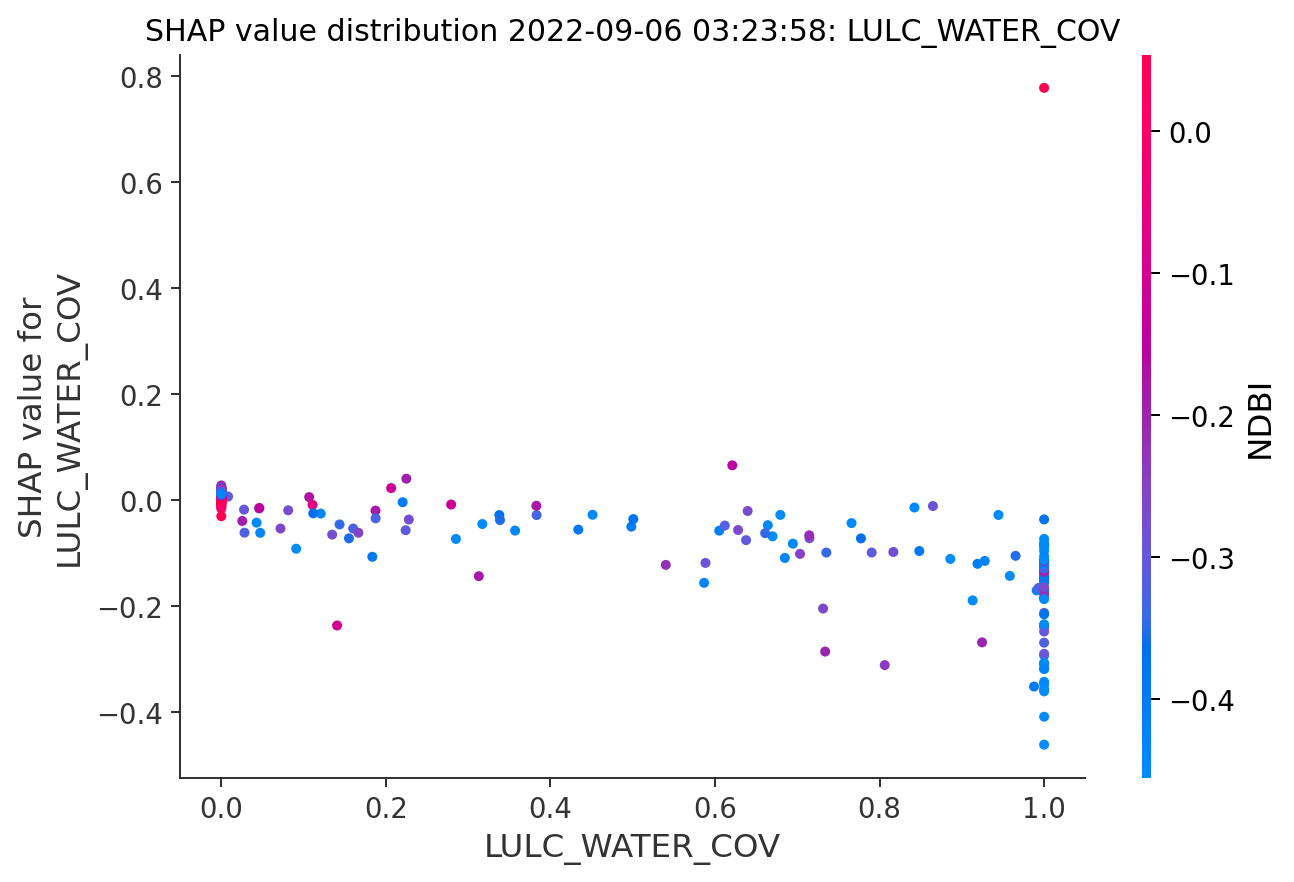 SHAP value distribution 2022-09-06 03:23:58: LULC_WATER_COV
0.8
0.6
0.4
0.2
0.0
−0.2
−0.4
SHAP value for
LULC_WATER_COV
0.0 0.2 0.4 0.6 0.8 1.0
LULC_WATER_COV
0.0
−0.1
−0.2
−0.3
−0.4
NDBI